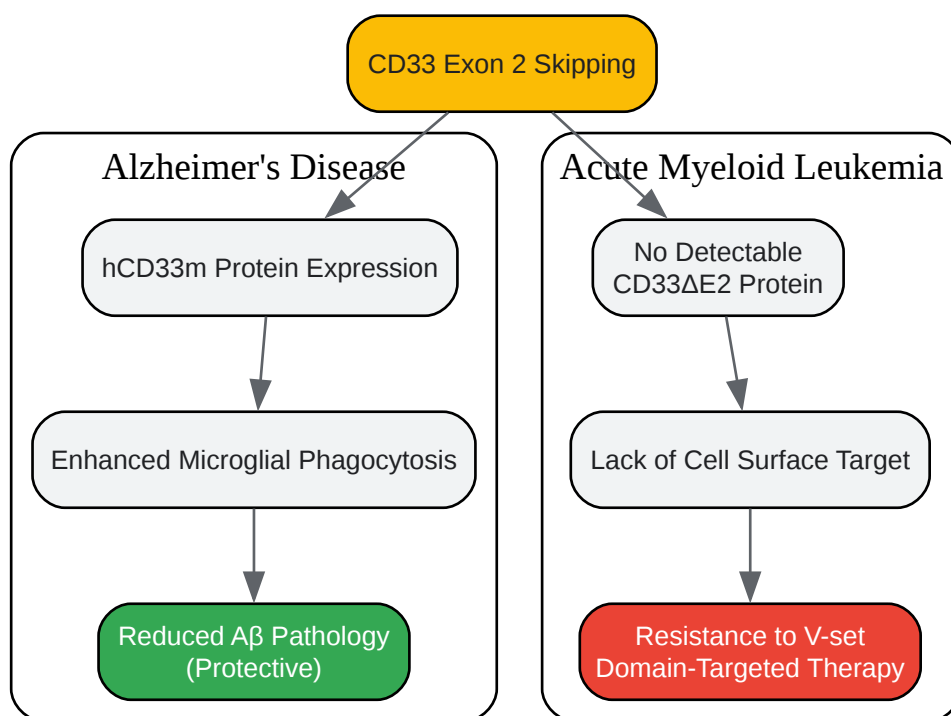 CD33 Exon 2 Skipping
Alzheimer's Disease
hCD33m Protein Expression
Enhanced Microglial Phagocytosis
Reduced Aβ Pathology
(Protective)
Acute Myeloid Leukemia
No Detectable
CD33ΔE2 Protein
Lack of Cell Surface Target
Resistance to V-set
Domain-Targeted Therapy